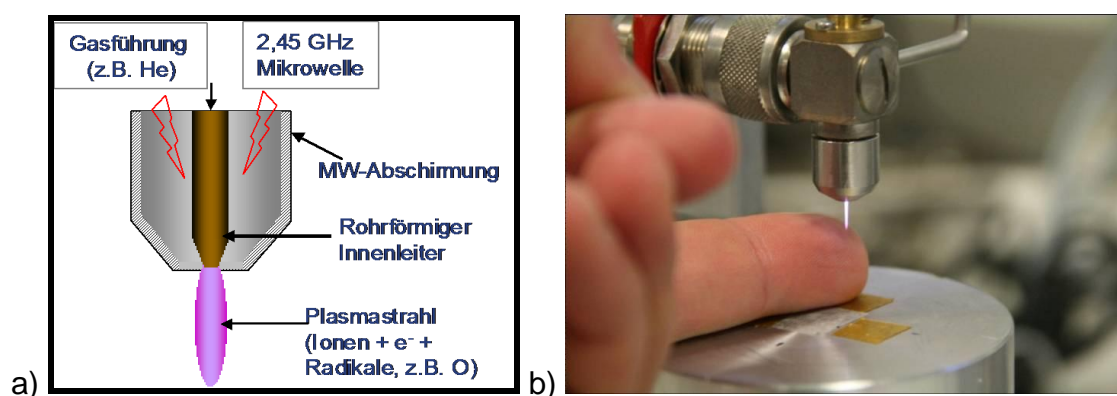 Gasführung
(z.B. He)
2,45 GHz
Mikrowelle
MW-Abschirmung
Rohrförmiger
Innenleiter
Plasmastrahl
(Ionen + e- +
Radikale, z.B. O)
a)
b)